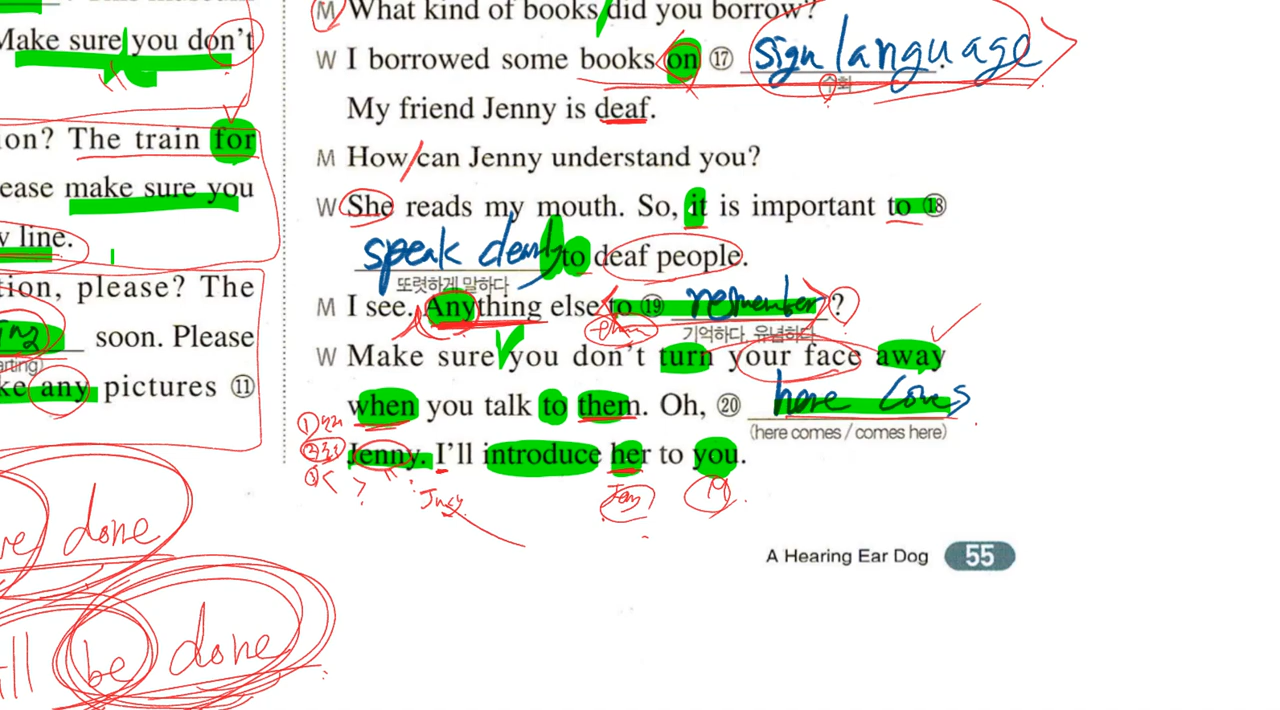 Make sure you don't
ion? The train for
ease make sure you
line.
tion, please? The
soon. Please
arting)
ke any pictures ⑪
ve done
ll be done
M What kind of books did you borrow?
W I borrowed some books on ⑰ sign language.
수화
My friend Jenny is deaf.
M How can Jenny understand you?
W She reads my mouth. So, it is important to ⑱
speak clearly to deaf people.
또렷하게 말하다
M I see. Anything else to ⑲ remember ?
기억하다, 유념하다
W Make sure you don't turn your face away
when you talk to them. Oh, ⑳ here comes
(here comes / comes here)
Jenny. I'll introduce her to you.
M
A Hearing Ear Dog 55